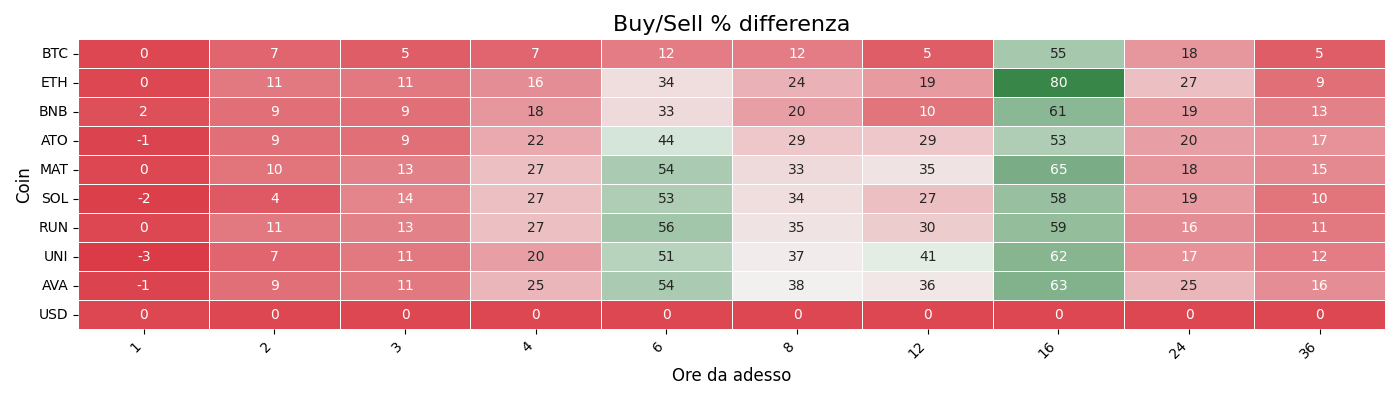 Buy/Sell % differenza
Coin
BTC 0 7 5 7 12 12 5 55 18 5
ETH 0 11 11 16 34 24 19 80 27 9
BNB 2 9 9 18 33 20 10 61 19 13
ATO -1 9 9 22 44 29 29 53 20 17
MAT 0 10 13 27 54 33 35 65 18 15
SOL -2 4 14 27 53 34 27 58 19 10
RUN 0 11 13 27 56 35 30 59 16 11
UNI -3 7 11 20 51 37 41 62 17 12
AVA -1 9 11 25 54 38 36 63 25 16
USD 0 0 0 0 0 0 0 0 0 0
1 2 3 4 6 8 12 16 24 36
Ore da adesso